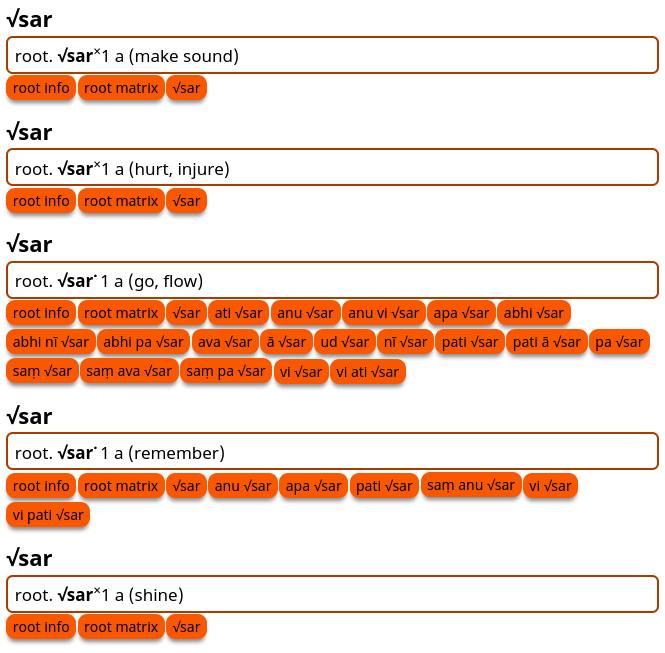 √sar
root. √sar×1 a (make sound)
root info root matrix √sar
√sar
root. √sar×1 a (hurt, injure)
root info root matrix √sar
√sar
root. √sar· 1 a (go, flow)
root info root matrix √sar ati √sar anu √sar anu vi √sar apa √sar abhi √sar
abhi nī √sar abhi pa √sar ava √sar ā √sar ud √sar nī √sar pati √sar pati ā √sar pa √sar
saṃ √sar saṃ ava √sar saṃ pa √sar vi √sar vi ati √sar
√sar
root. √sar· 1 a (remember)
root info root matrix √sar anu √sar apa √sar pati √sar saṃ anu √sar vi √sar
vi pati √sar
√sar
root. √sar×1 a (shine)
root info root matrix √sar